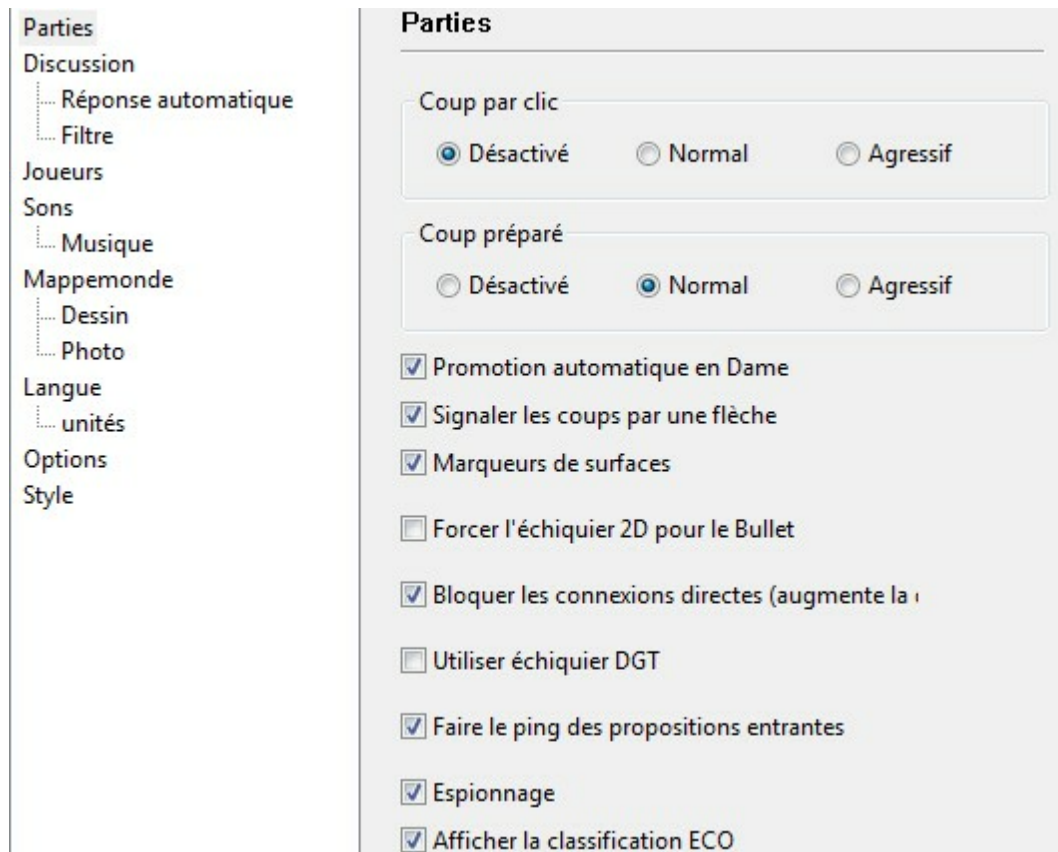 Parties
Discussion
Réponse automatique
Filtre
Joueurs
Sons
Musique
Mappemonde
Dessin
Photo
Langue
unités
Options
Style
Parties
Coup par clic
Désactivé Normal Agressif
Coup préparé
Désactivé Normal Agressif
Promotion automatique en Dame
Signaler les coups par une flèche
Marqueurs de surfaces
Forcer l'échiquier 2D pour le Bullet
Bloquer les connexions directes (augmente la
Utiliser échiquier DGT
Faire le ping des propositions entrantes
Espionnage
Afficher la classification ECO